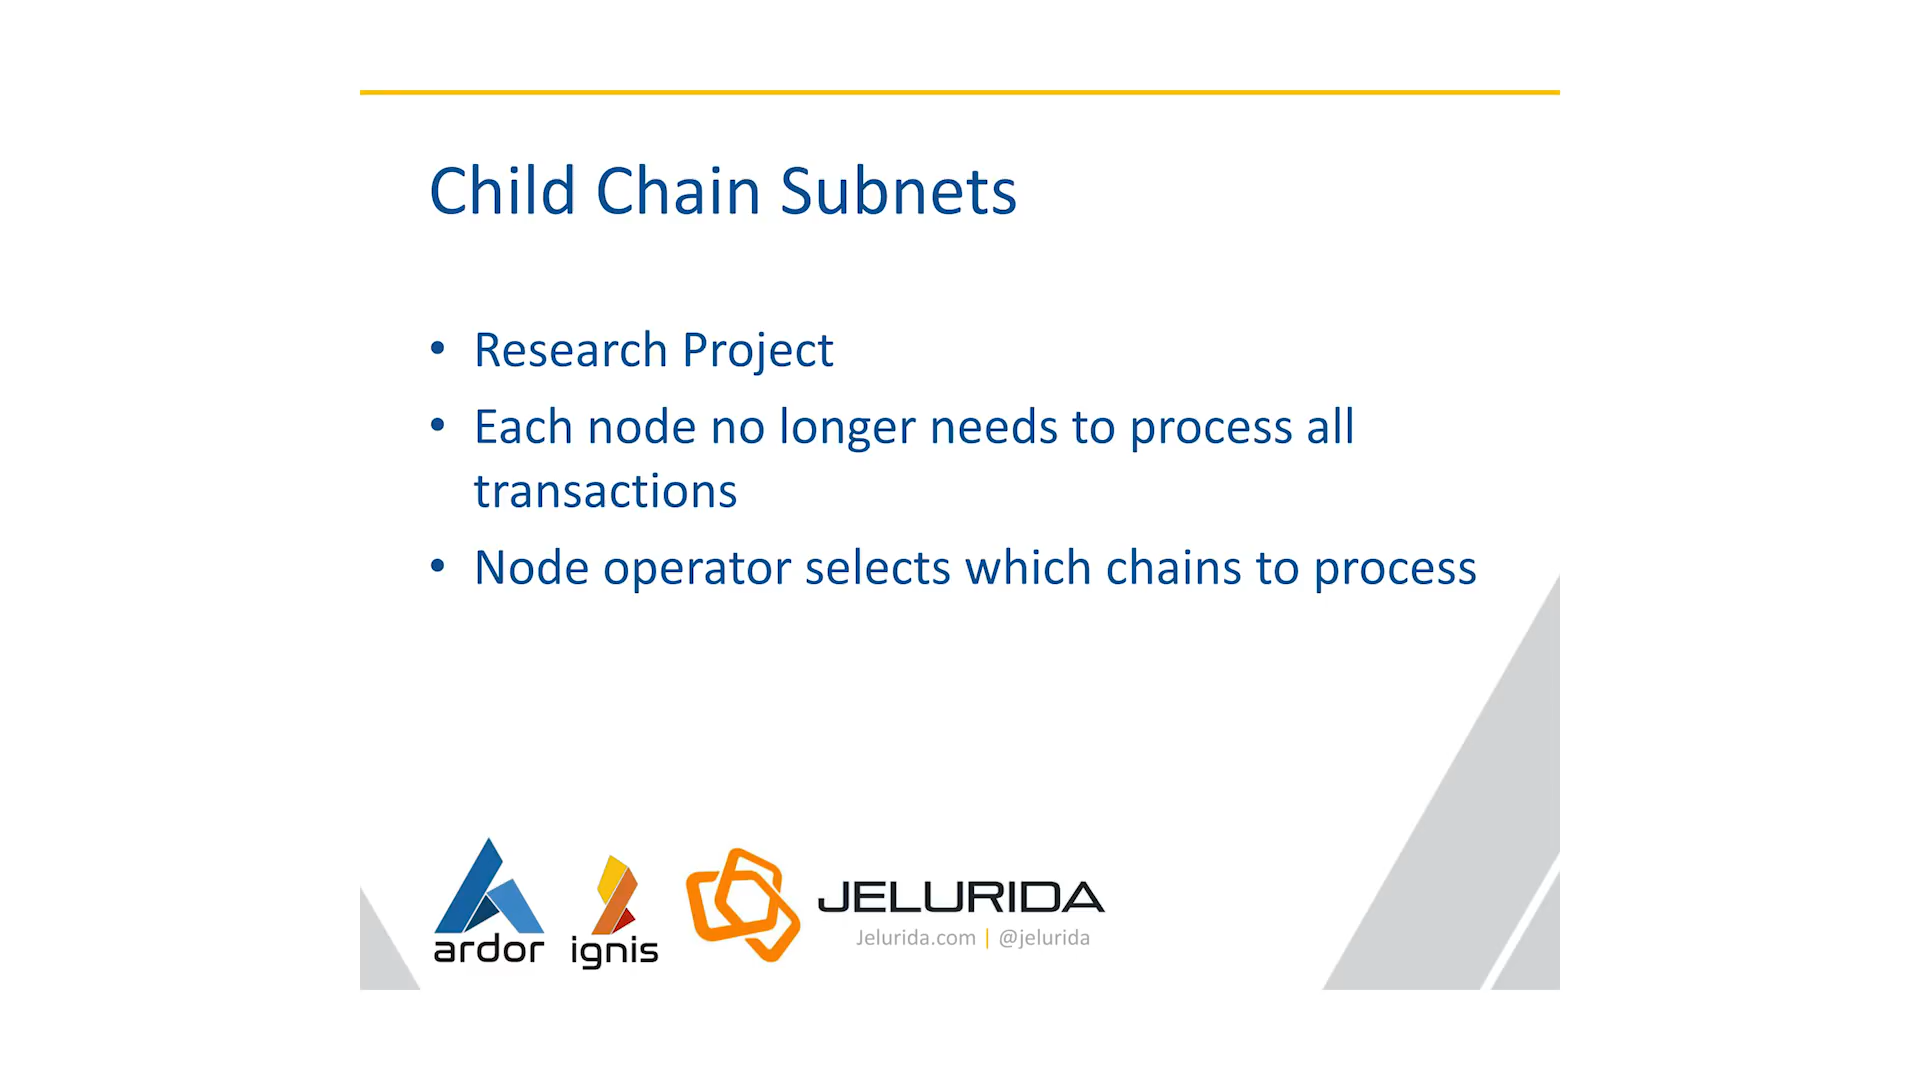 Child Chain Subnets
• Research Project
• Each node no longer needs to process all
transactions
• Node operator selects which chains to process
ardor
ignis
JELURIDA
Jelurida.com | @jelurida